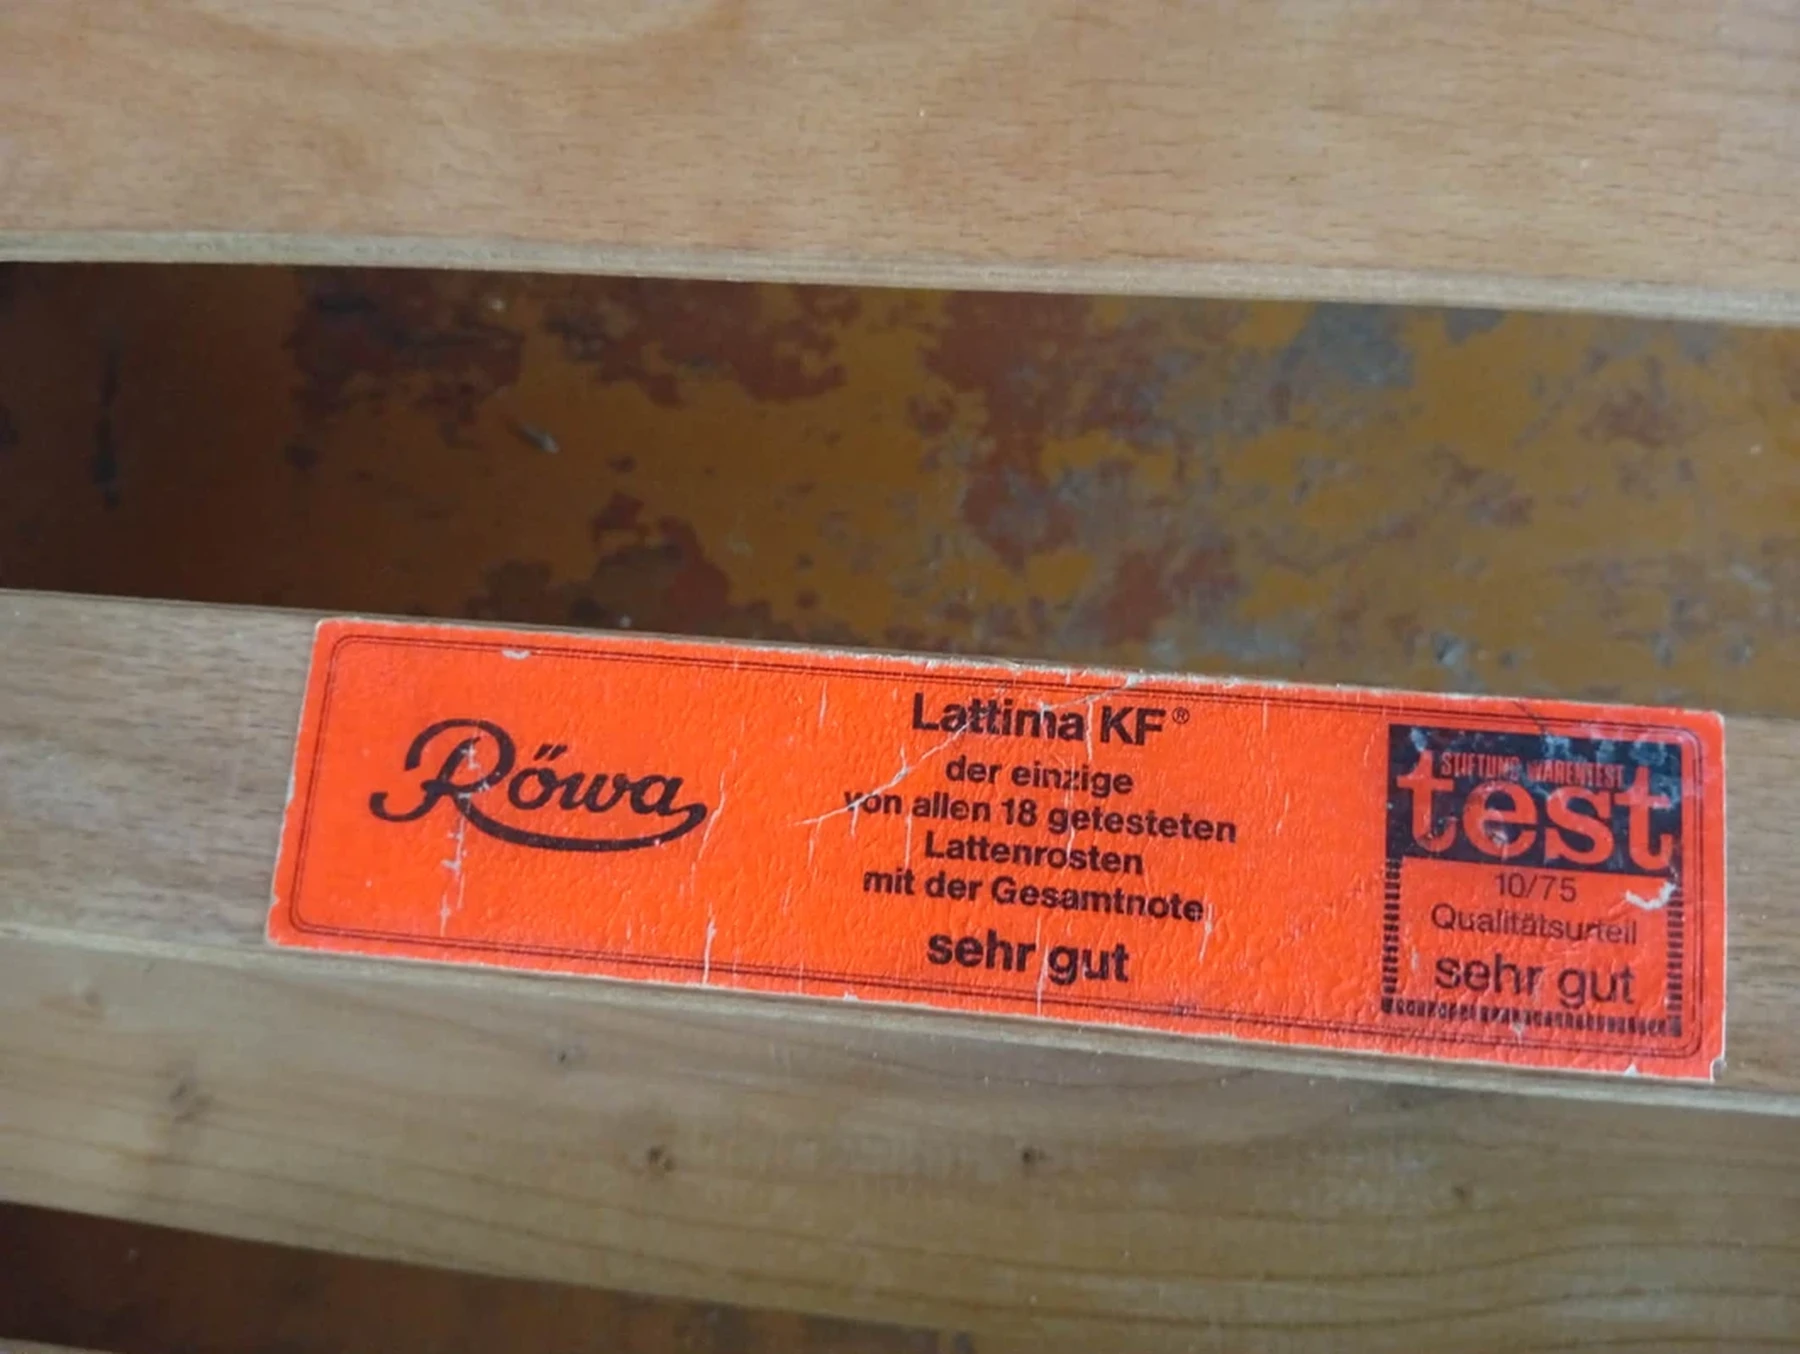 Röwa
Lattima KF®
der einzige
von allen 18 getesteten
Lattenrosten
mit der Gesamtnote
sehr gut
STIFTUNG WARENTEST
test
10/75
Qualitätsurteil
sehr gut